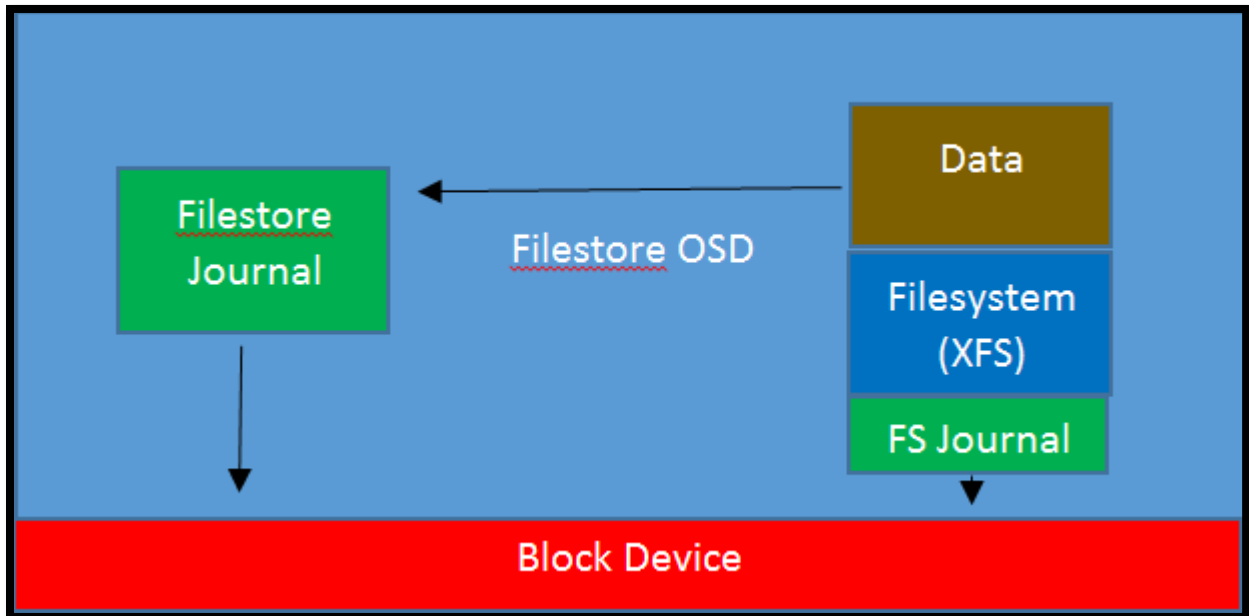 Data
Filestore
Journal
Filestore OSD
Filesystem
(XFS)
FS Journal
Block Device